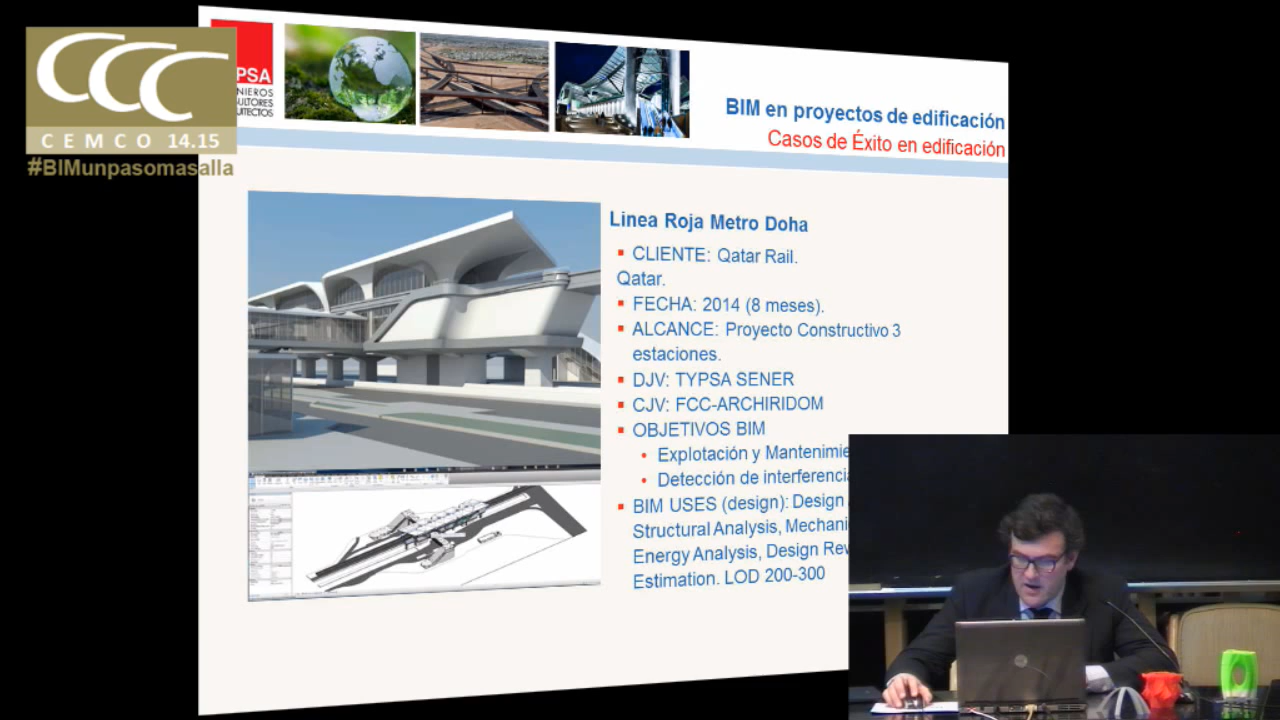 CCC
CEMCO 14.15
#BIMunpasomasalla
PSA
NIEROS
ULTORES
UITECTOS
BIM en proyectos de edificación
Casos de Éxito en edificación
Linea Roja Metro Doha
CLIENTE: Qatar Rail.
Qatar.
FECHA: 2014 (8 meses).
ALCANCE: Proyecto Constructivo 3
estaciones.
DJV: TYPSA SENER
CJV: FCC-ARCHIRIDOM
OBJETIVOS BIM
Explotación y Mantenimie
Detección de interferencia
BIM USES (design): Design
Structural Analysis, Mechani
Energy Analysis, Design Rev
Estimation. LOD 200-300